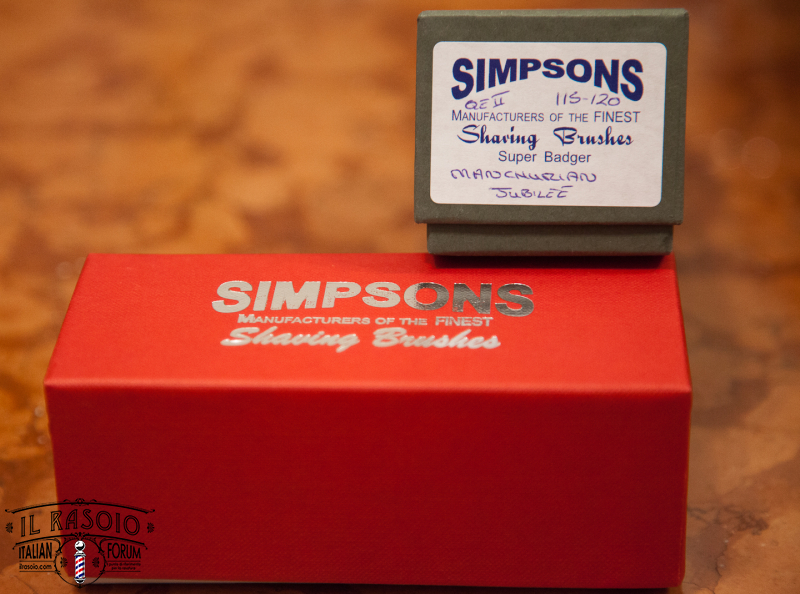 SIMPSONS
QE II 115-120
MANUFACTURERS OF THE FINEST
Shaving Brushes
Super Badger
MANCHURIAN
JUBILEE
SIMPSONS
MANUFACTURERS OF THE FINEST
Shaving Brushes
IL RASOIO
ITALIAN FORUM
ilrasoio.com